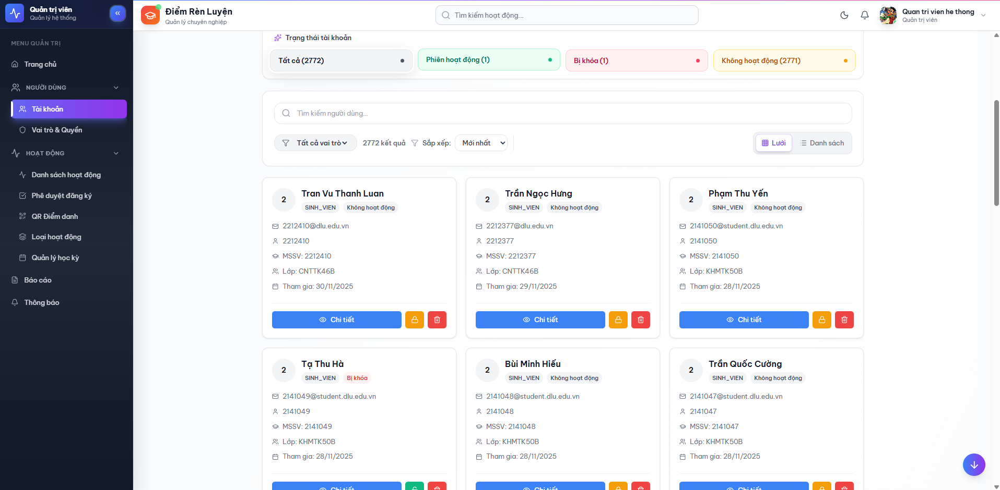 Quản trị viên
Quản lý hệ thống
«
Điểm Rèn Luyện
Quản lý chuyên nghiệp
Tìm kiếm hoạt động...
Quan tri vien he thong
Quản trị viên
MENU QUẢN TRỊ
Trang chủ
NGƯỜI DÙNG
Tài khoản
Vai trò & Quyền
HOẠT ĐỘNG
Danh sách hoạt động
Phê duyệt đăng ký
QR Điểm danh
Loại hoạt động
Quản lý học kỳ
Báo cáo
Thông báo
Trạng thái tài khoản
Tất cả (2772)
Phiên hoạt động (1)
Bị khóa (1)
Không hoạt động (2771)
Tìm kiếm người dùng...
Tất cả vai trò
2772 kết quả
Sắp xếp:
Mới nhất
Lưới
Danh sách
2
Tran Vu Thanh Luan
SINH_VIEN
Không hoạt động
2212410@dlu.edu.vn
2212410
MSSV: 2212410
Lớp: CNTTK46B
Tham gia: 30/11/2025
Chi tiết
2
Trần Ngọc Hưng
SINH_VIEN
Không hoạt động
2212377@dlu.edu.vn
2212377
MSSV: 2212377
Lớp: CNTTK46B
Tham gia: 29/11/2025
Chi tiết
2
Phạm Thu Yến
SINH_VIEN
Không hoạt động
2141050@student.dlu.edu.vn
2141050
MSSV: 2141050
Lớp: KHMTK50B
Tham gia: 28/11/2025
Chi tiết
2
Tạ Thu Hà
SINH_VIEN
Bị khóa
2141049@student.dlu.edu.vn
2141049
MSSV: 2141049
Lớp: KHMTK50B
Tham gia: 28/11/2025
Chi tiết
2
Bùi Minh Hiếu
SINH_VIEN
Không hoạt động
2141048@student.dlu.edu.vn
2141048
MSSV: 2141048
Lớp: KHMTK50B
Tham gia: 28/11/2025
Chi tiết
2
Trần Quốc Cường
SINH_VIEN
Không hoạt động
2141047@student.dlu.edu.vn
2141047
MSSV: 2141047
Lớp: KHMTK50B
Tham gia: 28/11/2025
Chi tiết